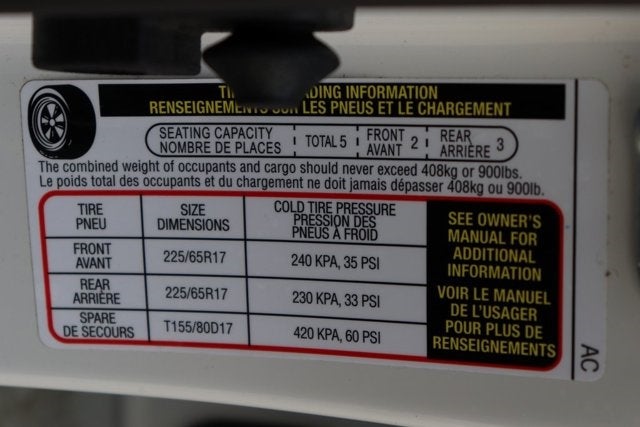 TI ADING INFORMATION
RENSEIGNEMENTS SUR LES PNEUS ET LE CHARGEMENT
SEATING CAPACITY
NOMBRE DE PLACES
TOTAL 5
FRONT
AVANT 2
REAR
ARRIÈRE 3
The combined weight of occupants and cargo should never exceed 408kg or 900lbs.
Le poids total des occupants et du chargement ne doit jamais dépasser 408kg ou 900lb.
TIRE
PNEU
SIZE
DIMENSIONS
COLD TIRE PRESSURE
PRESSION DES
PNEUS À FROID
FRONT
AVANT
225/65R17
240 KPA, 35 PSI
REAR
ARRIÈRE
225/65R17
230 KPA, 33 PSI
SPARE
DE SECOURS
T155/80D17
420 KPA, 60 PSI
SEE OWNER'S
MANUAL FOR
ADDITIONAL
INFORMATION
VOIR LE MANUEL
DE L'USAGER
POUR PLUS DE
RENSEIGNEMENTS
AC